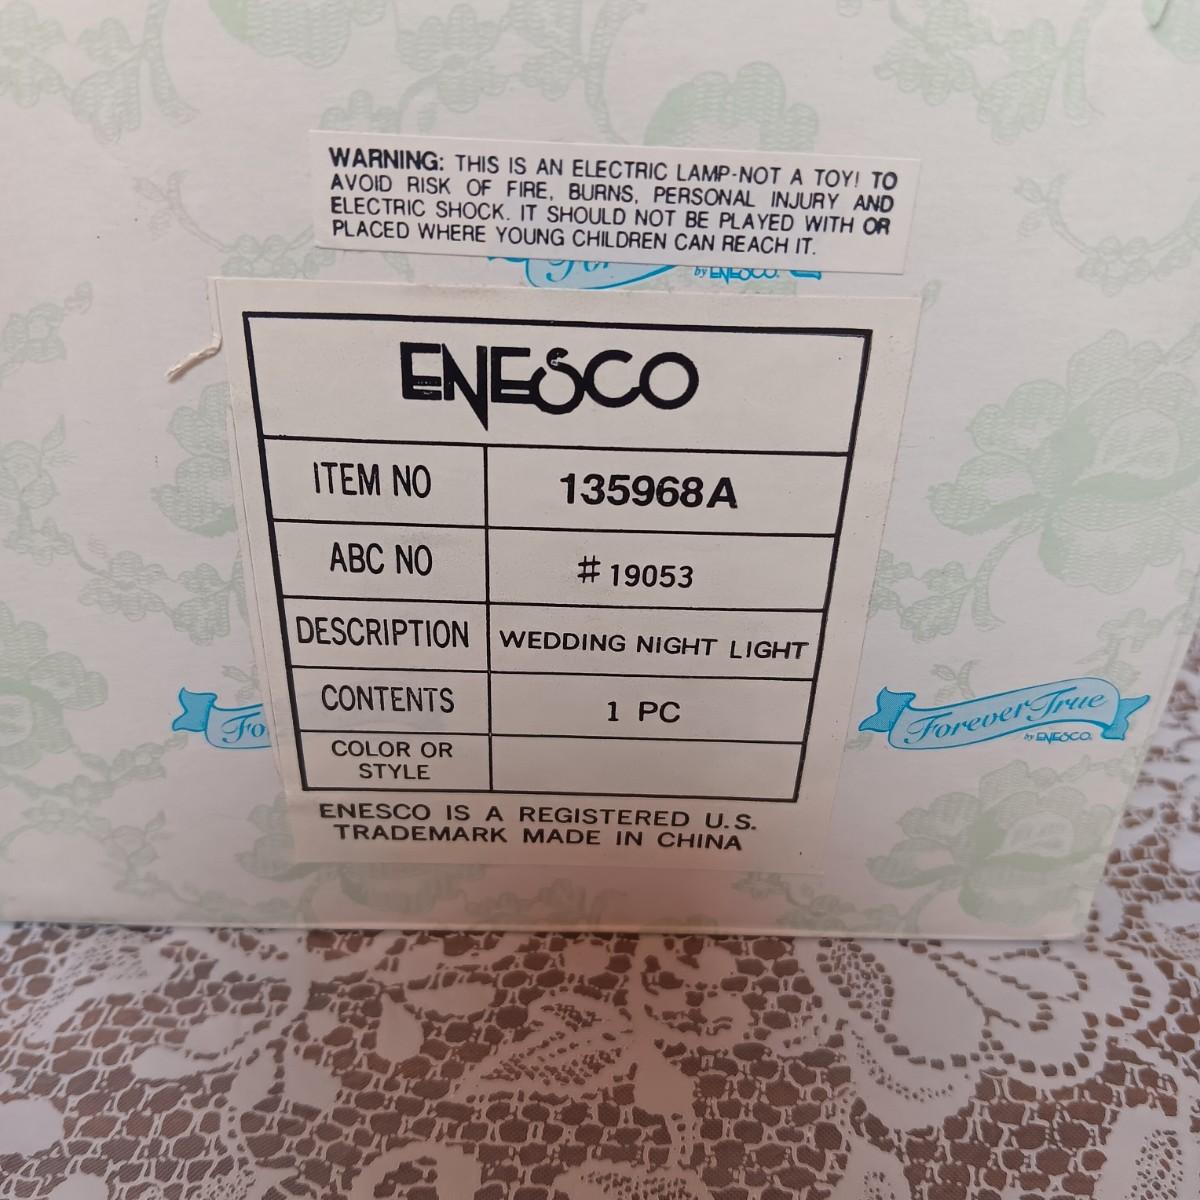 WARNING: THIS IS AN ELECTRIC LAMP-NOT A TOY! TO
AVOID RISK OF FIRE, BURNS, PERSONAL INJURY AND
ELECTRIC SHOCK. IT SHOULD NOT BE PLAYED WITH OR
PLACED WHERE YOUNG CHILDREN CAN REACH IT.
by ENESCO.
ENESCO
ITEM NO 135968A
ABC NO #19053
DESCRIPTION WEDDING NIGHT LIGHT
CONTENTS 1 PC
COLOR OR
STYLE
ENESCO IS A REGISTERED U.S.
TRADEMARK MADE IN CHINA
Fo
Forever True
by ENESCO.